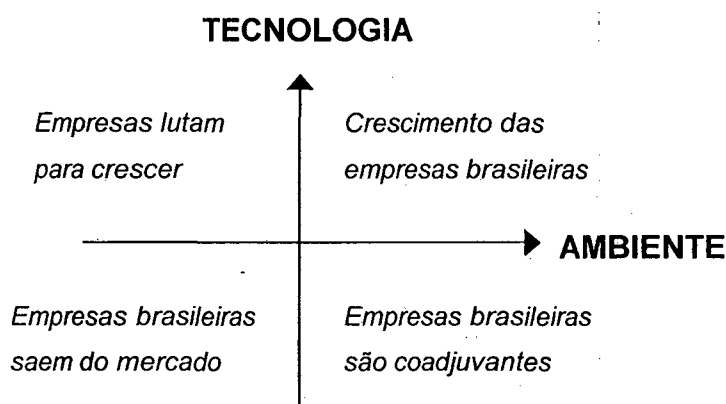 TECNOLOGIA
Empresas lutam
para crescer
Crescimento das
empresas brasileiras
AMBIENTE
Empresas brasileiras
saem do mercado
Empresas brasileiras
são coadjuvantes